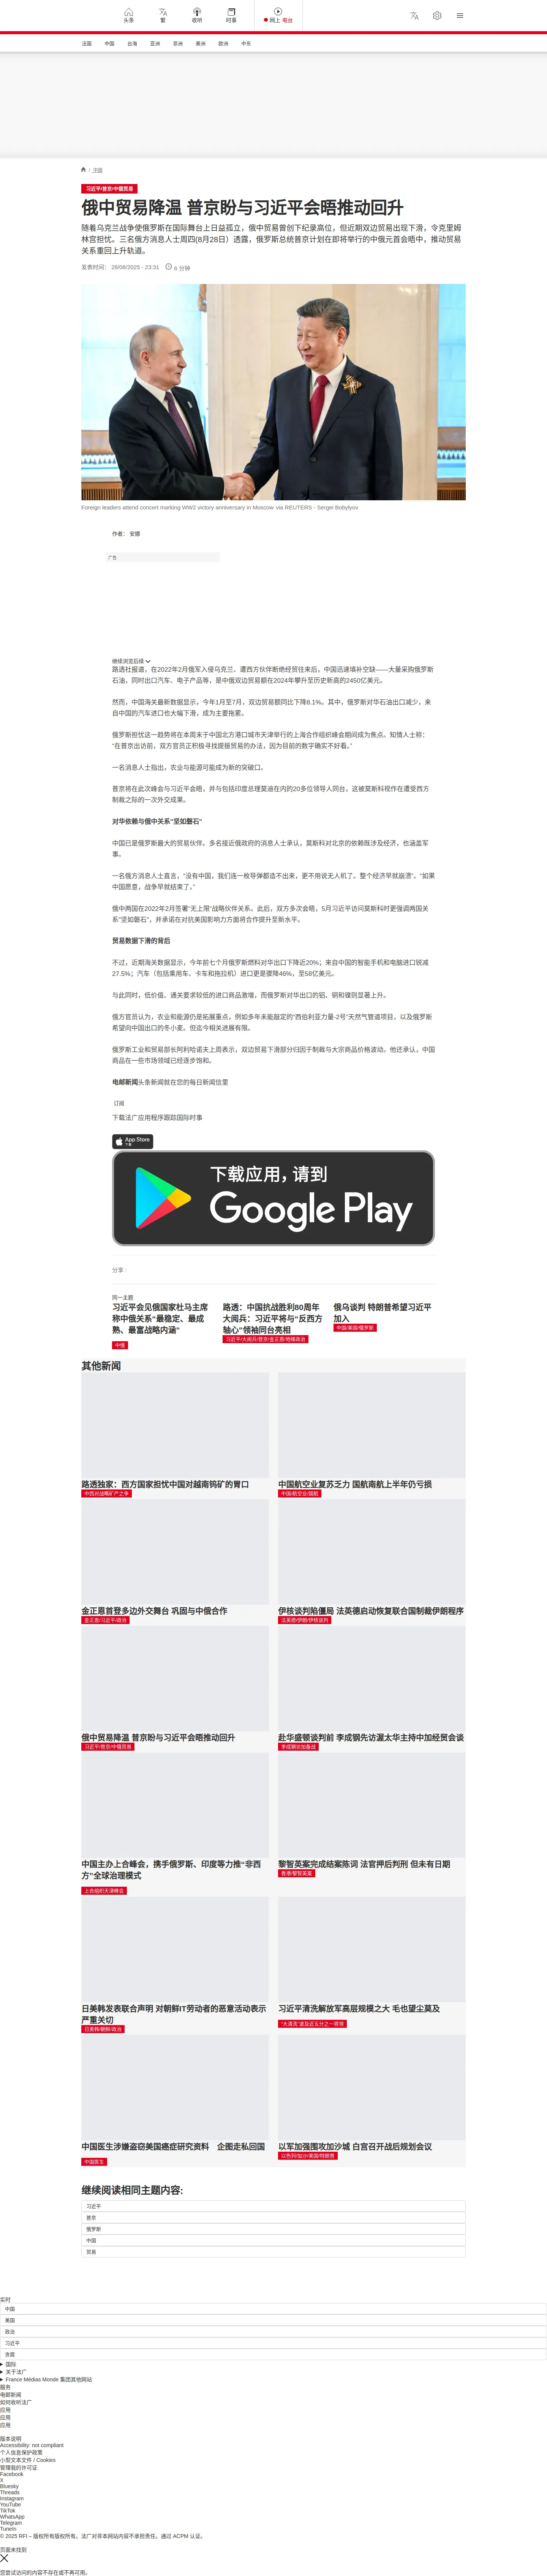 头条
繁
收听
时事
网上 电台
法国
中国
台海
亚洲
非洲
美洲
欧洲
中东
/ 中国
习近平/普京/中俄贸易
俄中贸易降温 普京盼与习近平会晤推动回升
随着乌克兰战争使俄罗斯在国际舞台上日益孤立，俄中贸易曾创下纪录高位，但近期双边贸易出现下滑，令克里姆
林宫担忧。三名俄方消息人士周四(8月28日）透露，俄罗斯总统普京计划在即将举行的中俄元首会晤中，推动贸易
关系重回上升轨道。
发表时间： 28/08/2025 - 23:31 6 分钟
Foreign leaders attend concert marking WW2 victory anniversary in Moscow via REUTERS - Sergei Bobylyov
作者： 安娜
广告
继续浏览后续
路透社报道，在2022年2月俄军入侵乌克兰、遭西方伙伴断绝经贸往来后，中国迅速填补空缺——大量采购俄罗斯
石油，同时出口汽车、电子产品等，是中俄双边贸易额在2024年攀升至历史新高的2450亿美元。
然而，中国海关最新数据显示，今年1月至7月，双边贸易额同比下降8.1%。其中，俄罗斯对华石油出口减少，来
自中国的汽车进口也大幅下滑，成为主要拖累。
俄罗斯担忧这一趋势将在本周末于中国北方港口城市天津举行的上海合作组织峰会期间成为焦点。知情人士称：
“在普京出访前，双方官员正积极寻找提振贸易的办法，因为目前的数字确实不好看。”
一名消息人士指出，农业与能源可能成为新的突破口。
普京将在此次峰会与习近平会晤，并与包括印度总理莫迪在内的20多位领导人同台，这被莫斯科视作在遭受西方
制裁之际的一次外交成果。
对华依赖与俄中关系“坚如磐石”
中国已是俄罗斯最大的贸易伙伴。多名接近俄政府的消息人士承认，莫斯科对北京的依赖既涉及经济，也涵盖军
事。
一名俄方消息人士直言，“没有中国，我们连一枚导弹都造不出来，更不用说无人机了。整个经济早就崩溃”。“如果
中国愿意，战争早就结束了。”
俄中两国在2022年2月签署“无上限”战略伙伴关系。此后，双方多次会晤，5月习近平访问莫斯科时更强调两国关
系"坚如磐石"，并承诺在对抗美国影响力方面将合作提升至新水平。
贸易数据下滑的背后
不过，近期海关数据显示，今年前七个月俄罗斯燃料对华出口下降近20%；来自中国的智能手机和电脑进口锐减
27.5%；汽车（包括乘用车、卡车和拖拉机）进口更是骤降46%，至58亿美元。
与此同时，低价值、通关要求较低的进口商品激增，而俄罗斯对华出口的铝、铜和镍则显著上升。
俄方官员认为，农业和能源仍是拓展重点，例如多年未能敲定的“西伯利亚力量-2号”天然气管道项目，以及俄罗斯
希望向中国出口的冬小麦。但迄今相关进展有限。
俄罗斯工业和贸易部长阿利哈诺夫上周表示，双边贸易下滑部分归因于制裁与大宗商品价格波动。他还承认，中国
商品在一些市场领域已经逐步饱和。
电邮新闻头条新闻就在您的每日新闻信里
订阅
下载法广应用程序跟踪国际时事
App Store
下载
下载应用，请到
Google Play
分享 :
同一主题
习近平会见俄国家杜马主席
称中俄关系“最稳定、最成
熟、最富战略内涵”
中俄
路透：中国抗战胜利80周年
大阅兵：习近平将与“反西方
轴心”领袖同台亮相
习近平/大阅兵/普京/金正恩/地缘政治
俄乌谈判 特朗普希望习近平
加入
中国/美国/俄罗斯
其他新闻
路透独家：西方国家担忧中国对越南钨矿的胃口
中西对战略矿产之争
中国航空业复苏乏力 国航南航上半年仍亏损
中国/航空业/国航
金正恩首登多边外交舞台 巩固与中俄合作
金正恩/习近平/政治
伊核谈判陷僵局 法英德启动恢复联合国制裁伊朗程序
法英德/伊朗/伊核谈判
俄中贸易降温 普京盼与习近平会晤推动回升
习近平/普京/中俄贸易
赴华盛顿谈判前 李成钢先访渥太华主持中加经贸会谈
李成钢访加备战
中国主办上合峰会，携手俄罗斯、印度等力推“非西
方”全球治理模式
上合组织天津峰会
黎智英案完成结案陈词 法官押后判刑 但未有日期
香港/黎智英案
日美韩发表联合声明 对朝鲜IT劳动者的恶意活动表示
严重关切
日美韩/朝鲜/政治
习近平清洗解放军高层规模之大 毛也望尘莫及
“大清洗”波及近五分之一将领
中国医生涉嫌盗窃美国癌症研究资料　企图走私回国
中国医生
以军加强围攻加沙城 白宫召开战后规划会议
以色列/加沙/美国/特朗普
继续阅读相同主题内容:
习近平
普京
俄罗斯
中国
贸易
实时
中国
美国
政治
习近平
贪腐
国际
关于法广
France Médias Monde 集团其他网站
服务
电邮新闻
如何收听法广
应用
应用
应用
版本说明
Accessibility: not compliant
个人信息保护政策
小型文本文件 / Cookies
管理我的许可证
Facebook
X
Bluesky
Threads
Instagram
YouTube
TikTok
WhatsApp
Telegram
TuneIn
© 2025 RFI – 版权所有版权所有。法广对非本网站内容不承担责任。通过 ACPM 认证。
页面未找到
您尝试访问的内容不存在或不再可用。